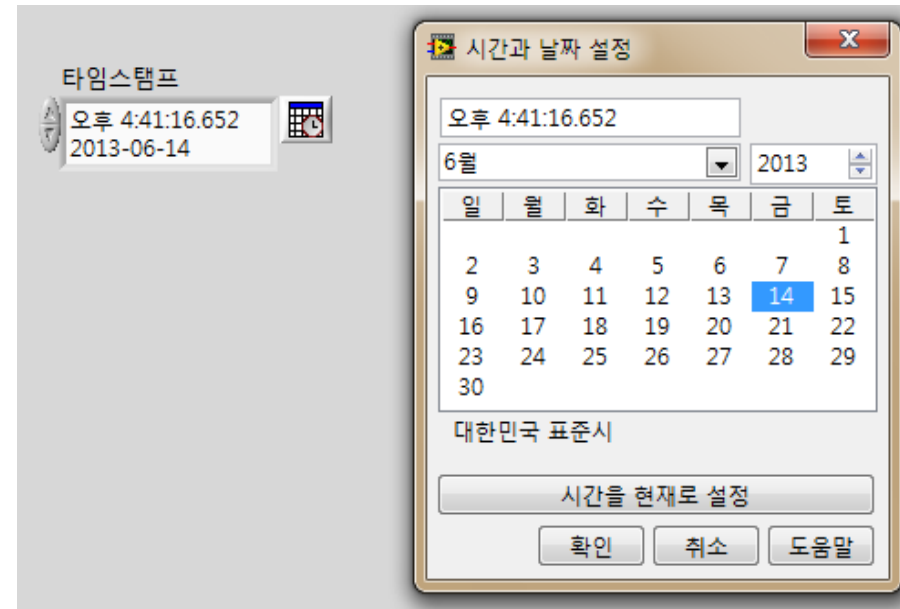 타임스탬프
오후 4:41:16.652
2013-06-14
시간과 날짜 설정
오후 4:41:16.652
6월 2013
일 월 화 수 목 금 토
1
2 3 4 5 6 7 8
9 10 11 12 13 14 15
16 17 18 19 20 21 22
23 24 25 26 27 28 29
30
대한민국 표준시
시간을 현재로 설정
확인 취소 도움말